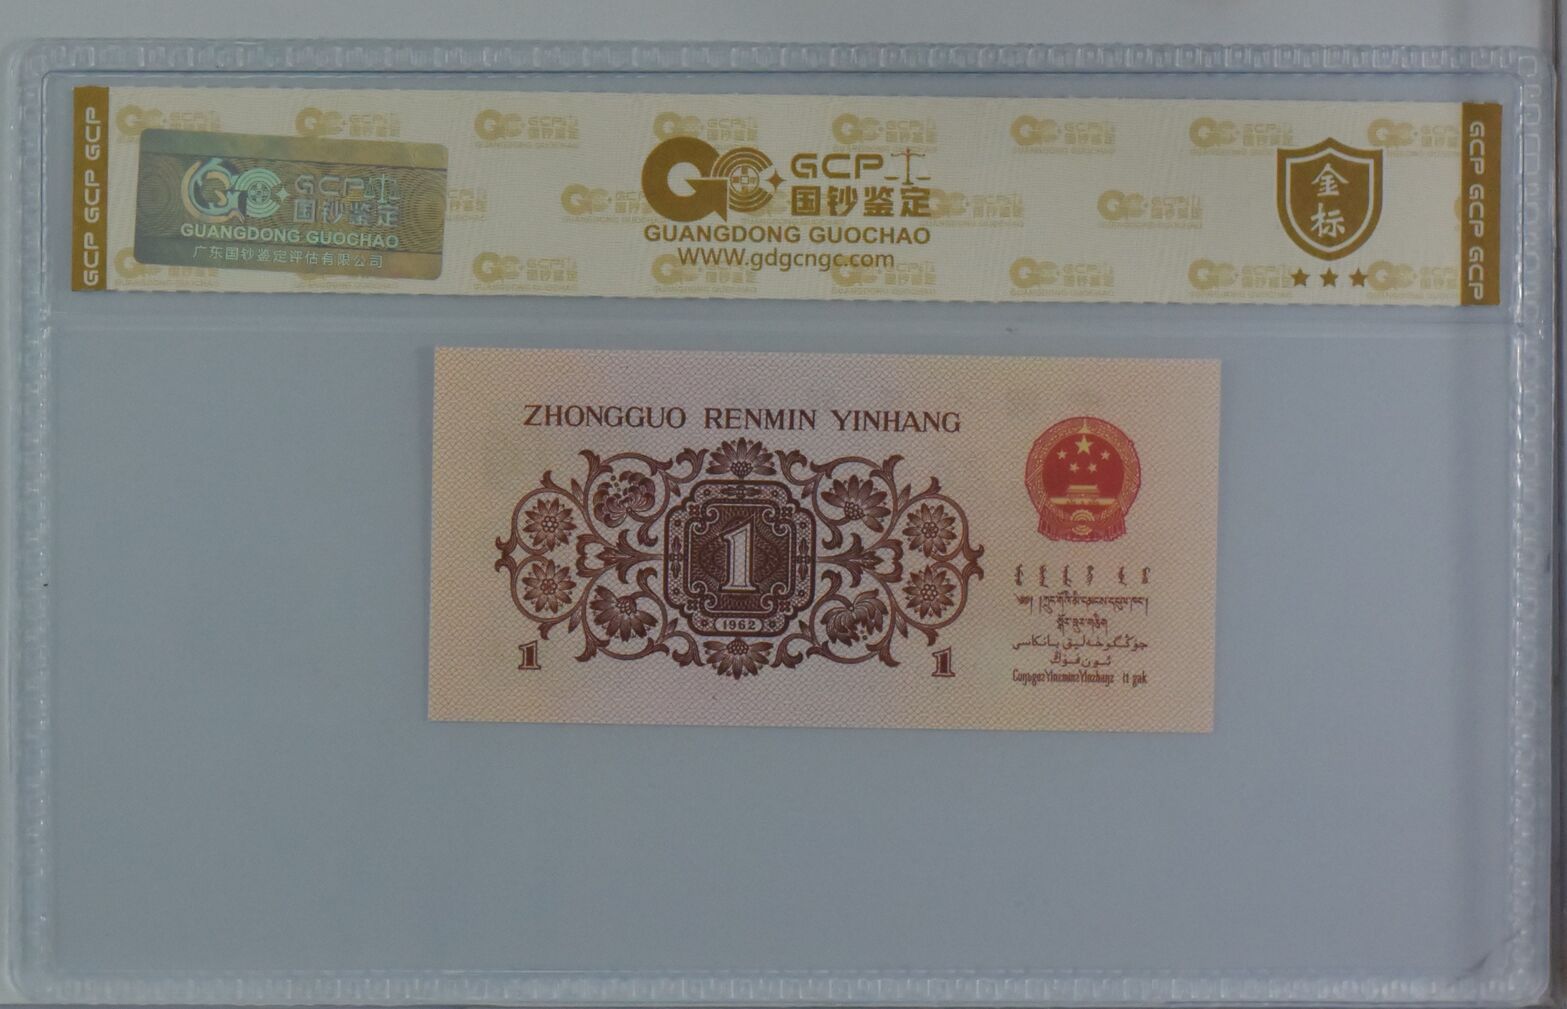 GCP GCP GCP
GCP
国钞鉴定
GUANGDONG GUOCHAO
广东国钞鉴定评估有限公司
GCP
国钞鉴定
GUANGDONG GUOCHAO
www.gdgcngc.com
金
标
GCP GCP GCP
ZHONGGUO RENMIN YINHANG
1
1962
1
1